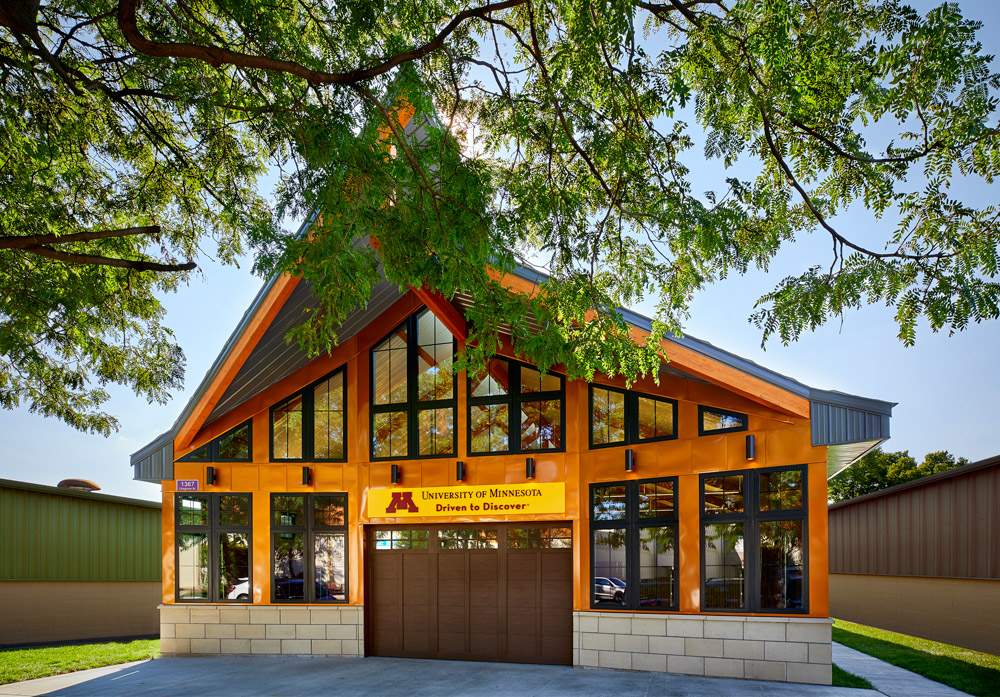 1367
M
UNIVERSITY OF MINNESOTA
Driven to Discover